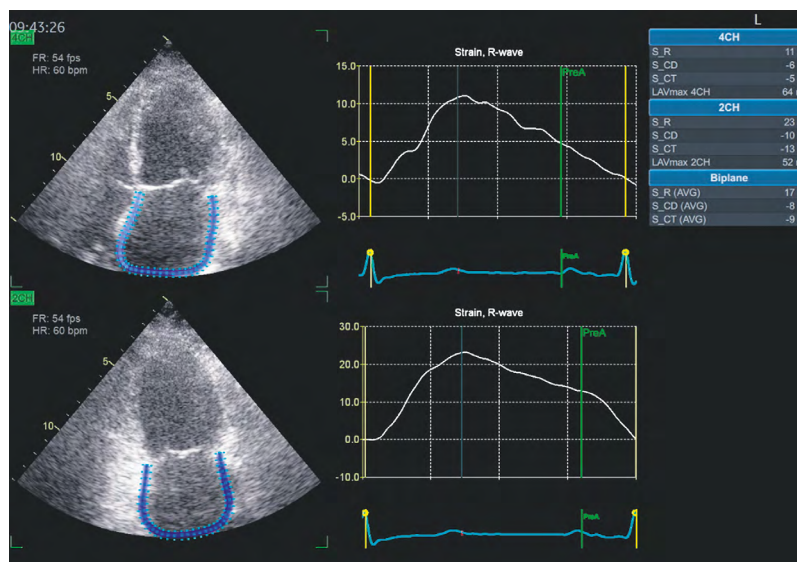 09:43:26
L
4CH
FR: 54 fps
HR: 60 bpm
5
10
Strain, R-wave
PreA
15.0
10.0
5.0
0.0
-5.0
PreA
4CH
S_R 11
S_CD -6
S_CT -5
LAVmax 4CH 64
2CH
S_R 23
S_CD -10
S_CT -13
LAVmax 2CH 52
Biplane
S_R (AVG) 17
S_CD (AVG) -8
S_CT (AVG) -9
2CH
FR: 54 fps
HR: 60 bpm
5
10
Strain, R-wave
PreA
30.0
20.0
10.0
0.0
-10.0
PreA